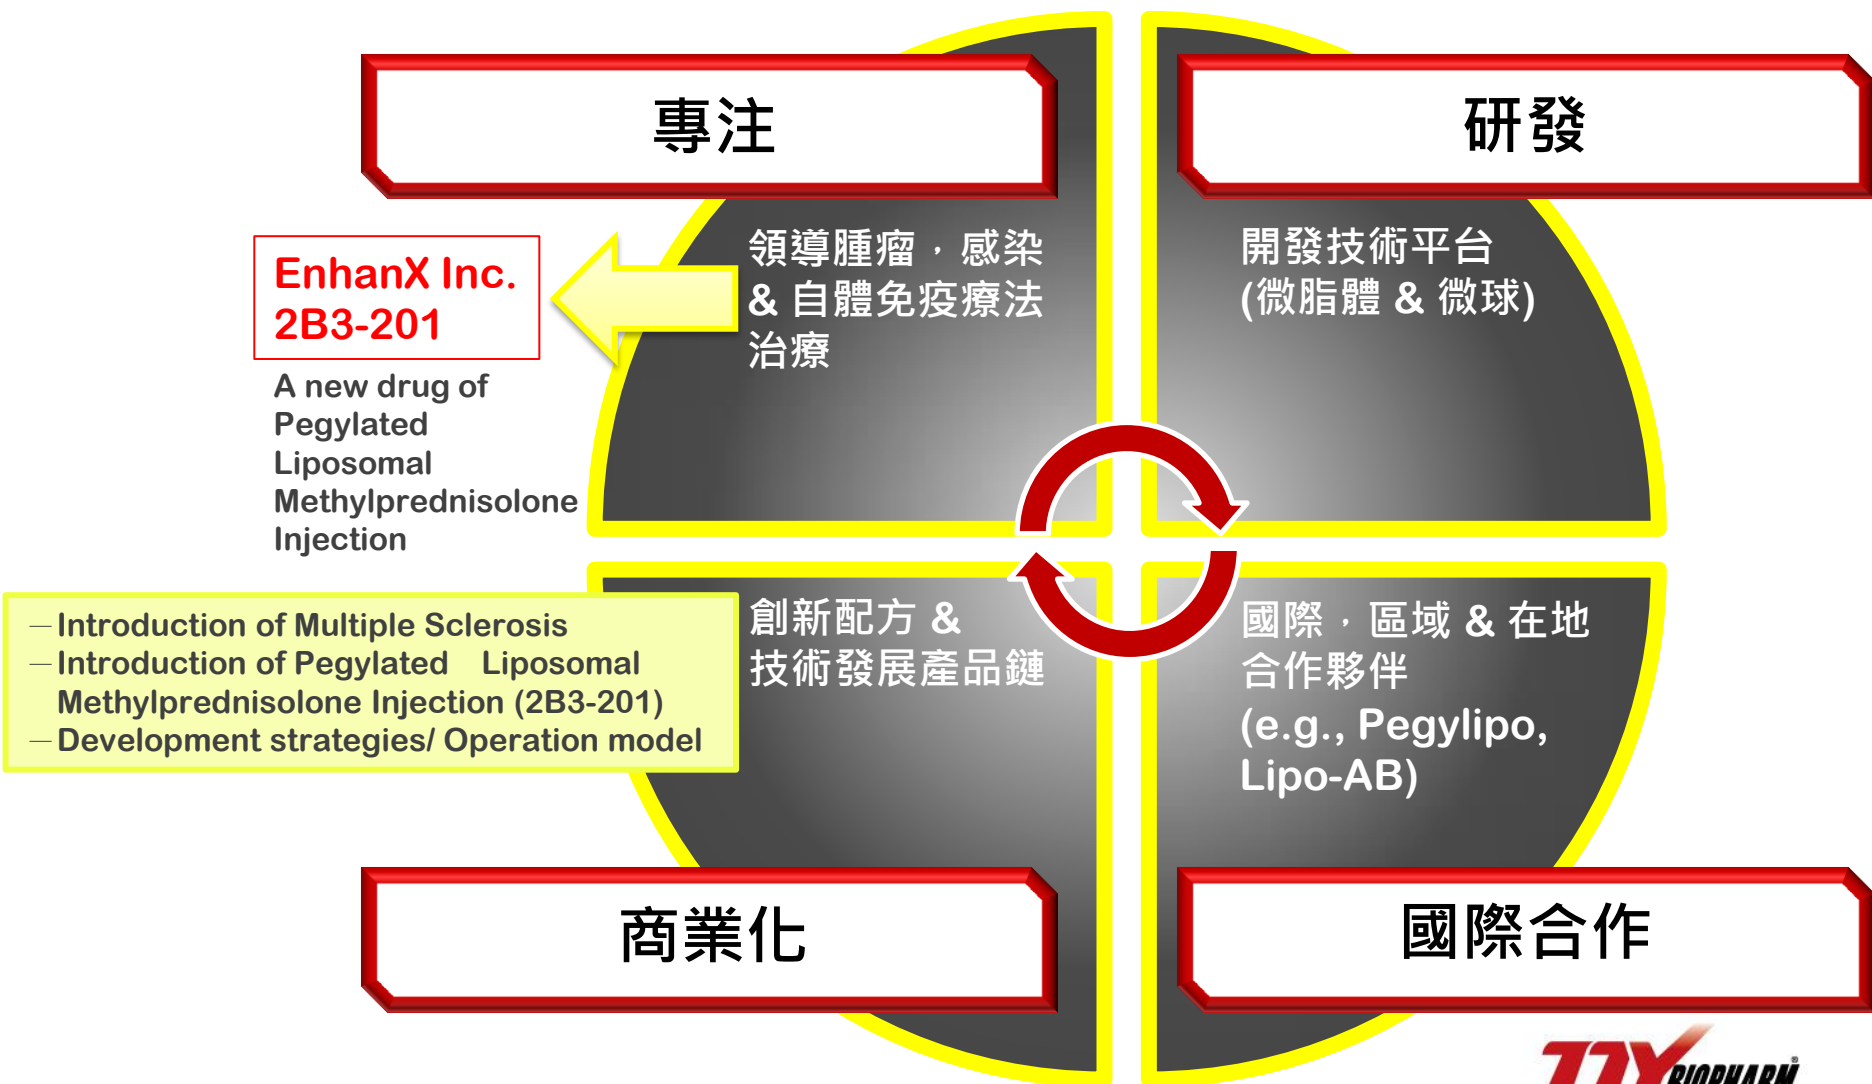 專注
研發
領導腫瘤，感染
& 自體免疫療法
治療
開發技術平台
(微脂體 & 微球)
EnhanX Inc.
2B3-201
A new drug of
Pegylated
Liposomal
Methylprednisolone
Injection
—Introduction of Multiple Sclerosis
—Introduction of Pegylated Liposomal
Methylprednisolone Injection (2B3-201)
—Development strategies/ Operation model
創新配方 &
技術發展產品鏈
國際，區域 & 在地
合作夥伴
(e.g., Pegylipo,
Lipo-AB)
商業化
國際合作
TTY BIOPHARM®